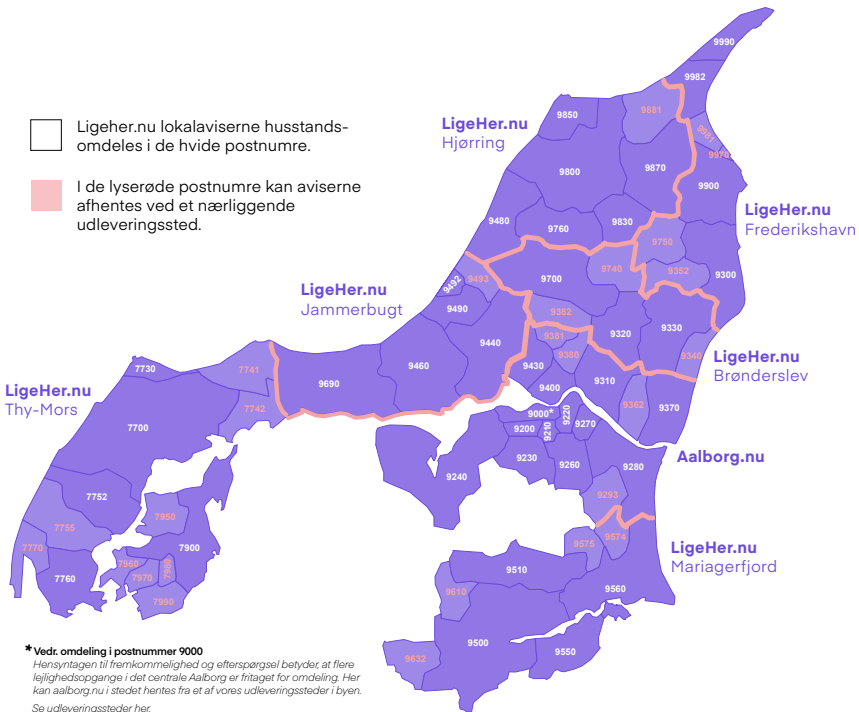 9990
9982
9881
9850
LigeHer.nu
Hjørring
Ligeher.nu lokalaviserne husstands-
omdeles i de hvide postnumre.
9981
9970
9870
9800
9900
I de lyserøde postnumre kan aviserne
afhentes ved et nærliggende
udleveringssted.
LigeHer.nu
Frederikshavn
9480
9760
9830
9750
9740
9352
9300
9700
9493
9492
LigeHer.nu
Jammerbugt
9490
9382
9320
9330
9381
9380
9440
9340
LigeHer.nu
Brønderslev
7730
7741
9690
9460
9430
9400
9310
9362
9370
LigeHer.nu
Thy-Mors
7742
7700
9000*
9220
9200
9210
9270
9230
9260
9240
9280
Aalborg.nu
7752
9293
7950
7755
7770
7900
9574
9575
LigeHer.nu
Mariagerfjord
7760
7960
7970
7980
7990
9510
9610
9560
9500
9550
9632
* Vedr. omdeling i postnummer 9000
Hensyntagen til fremkommelighed og efterspørgsel betyder, at flere
lejlighedsopgange i det centrale Aalborg er fritaget for omdeling. Her
kan aalborg.nu i stedet hentes fra et af vores udleveringssteder i byen.
Se udleveringssteder her.